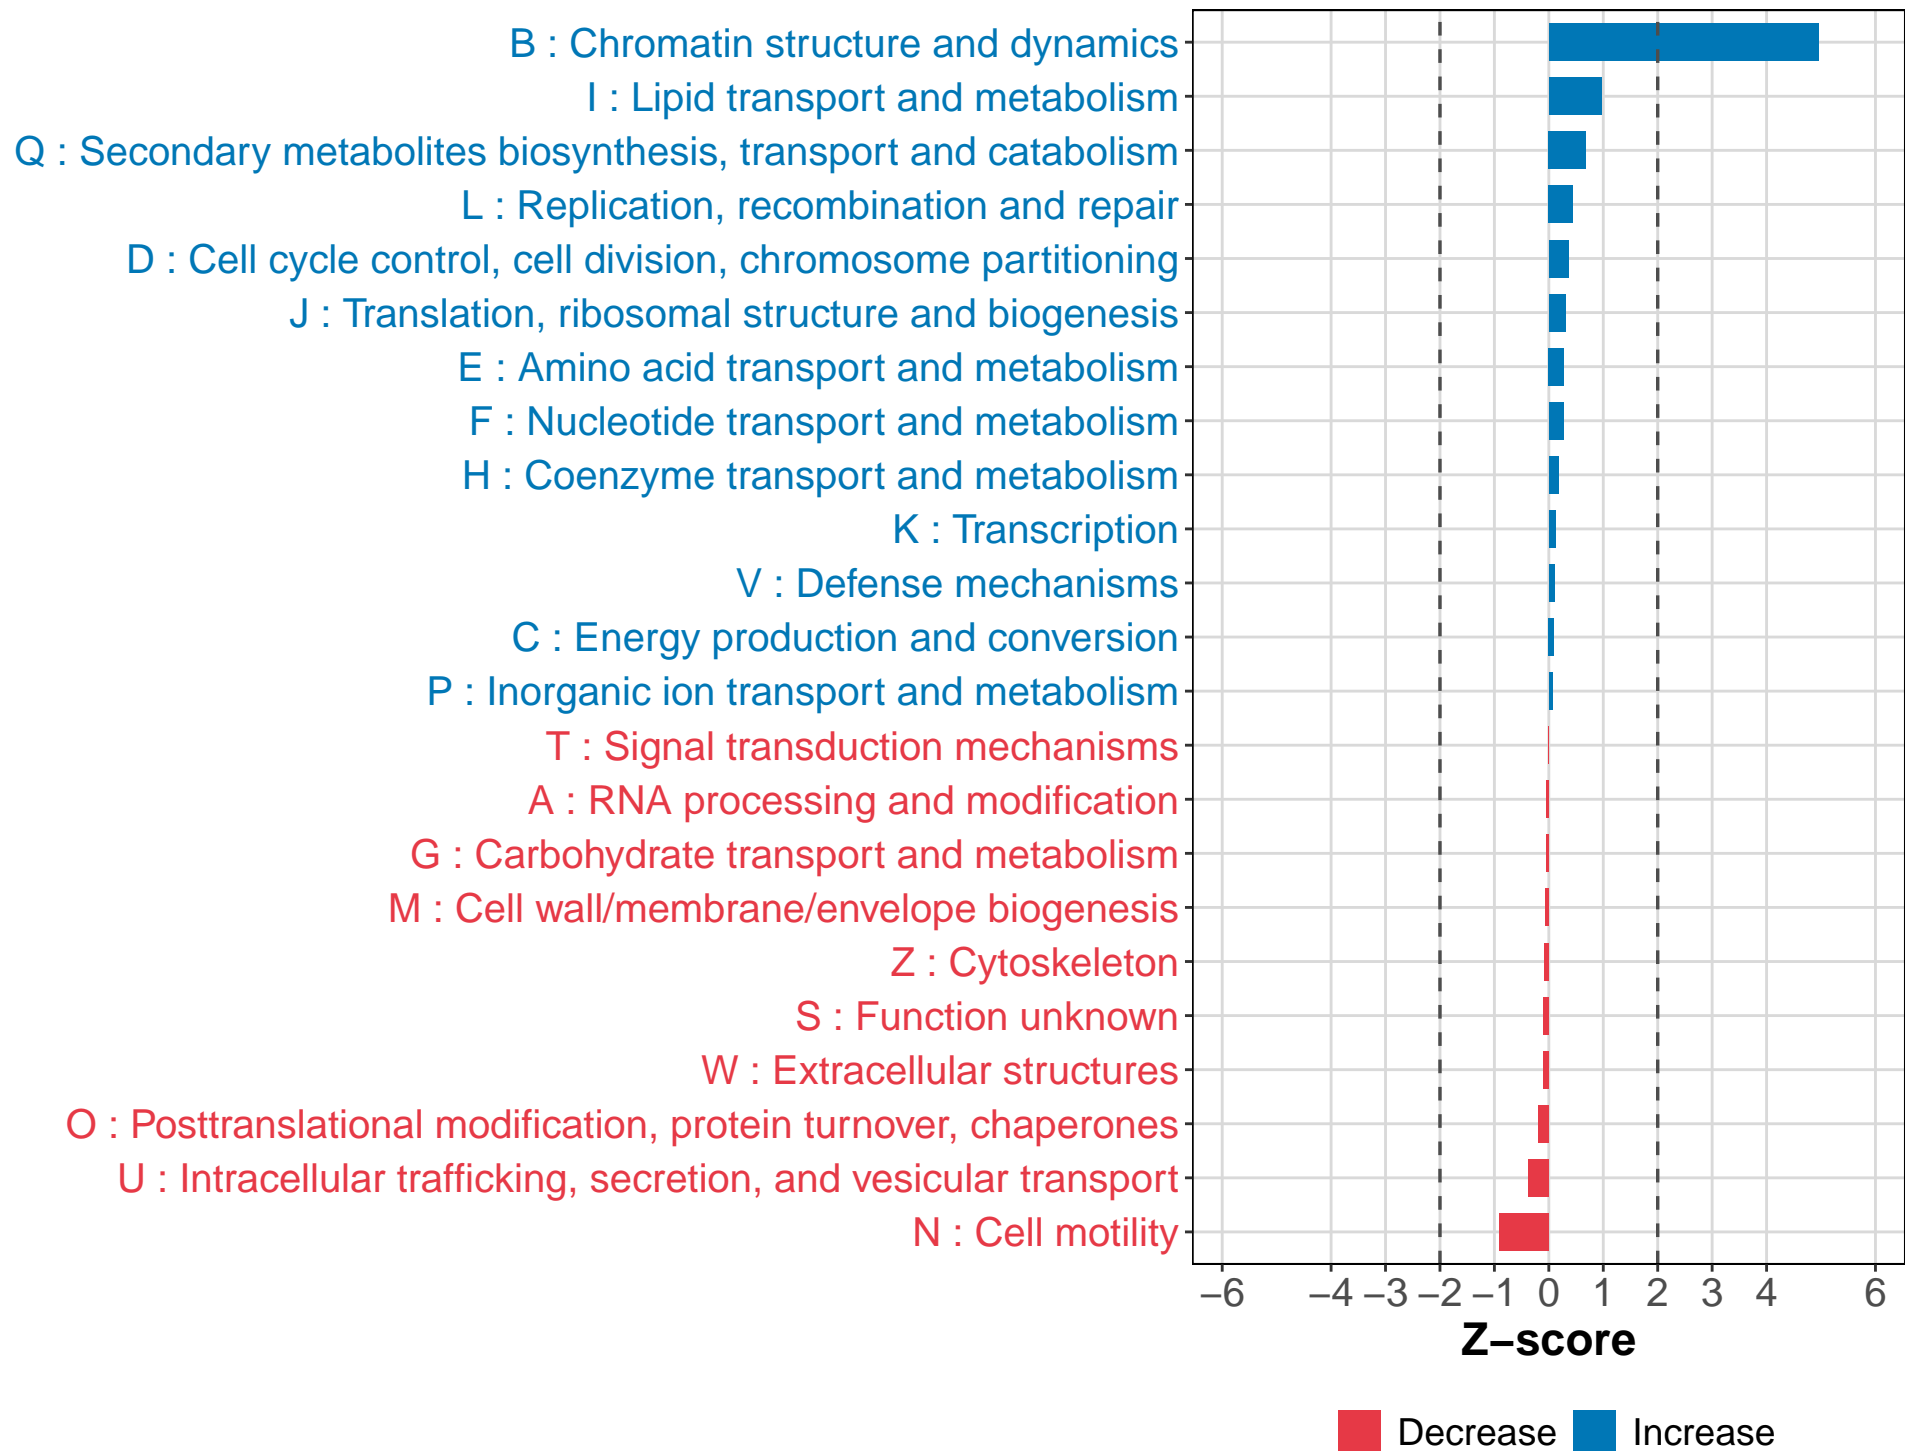 B : Chromatin structure and dynamics
I : Lipid transport and metabolism
Q : Secondary metabolites biosynthesis, transport and catabolism
L : Replication, recombination and repair
D : Cell cycle control, cell division, chromosome partitioning
J : Translation, ribosomal structure and biogenesis
E : Amino acid transport and metabolism
F : Nucleotide transport and metabolism
H : Coenzyme transport and metabolism
K : Transcription
V : Defense mechanisms
C : Energy production and conversion
P : Inorganic ion transport and metabolism
T : Signal transduction mechanisms
A : RNA processing and modification
G : Carbohydrate transport and metabolism
M : Cell wall/membrane/envelope biogenesis
Z : Cytoskeleton
S : Function unknown
W : Extracellular structures
O : Posttranslational modification, protein turnover, chaperones
U : Intracellular trafficking, secretion, and vesicular transport
N : Cell motility
−6 −4 −3 −2 −1 0 1 2 3 4 6
Z−score
Decrease Increase